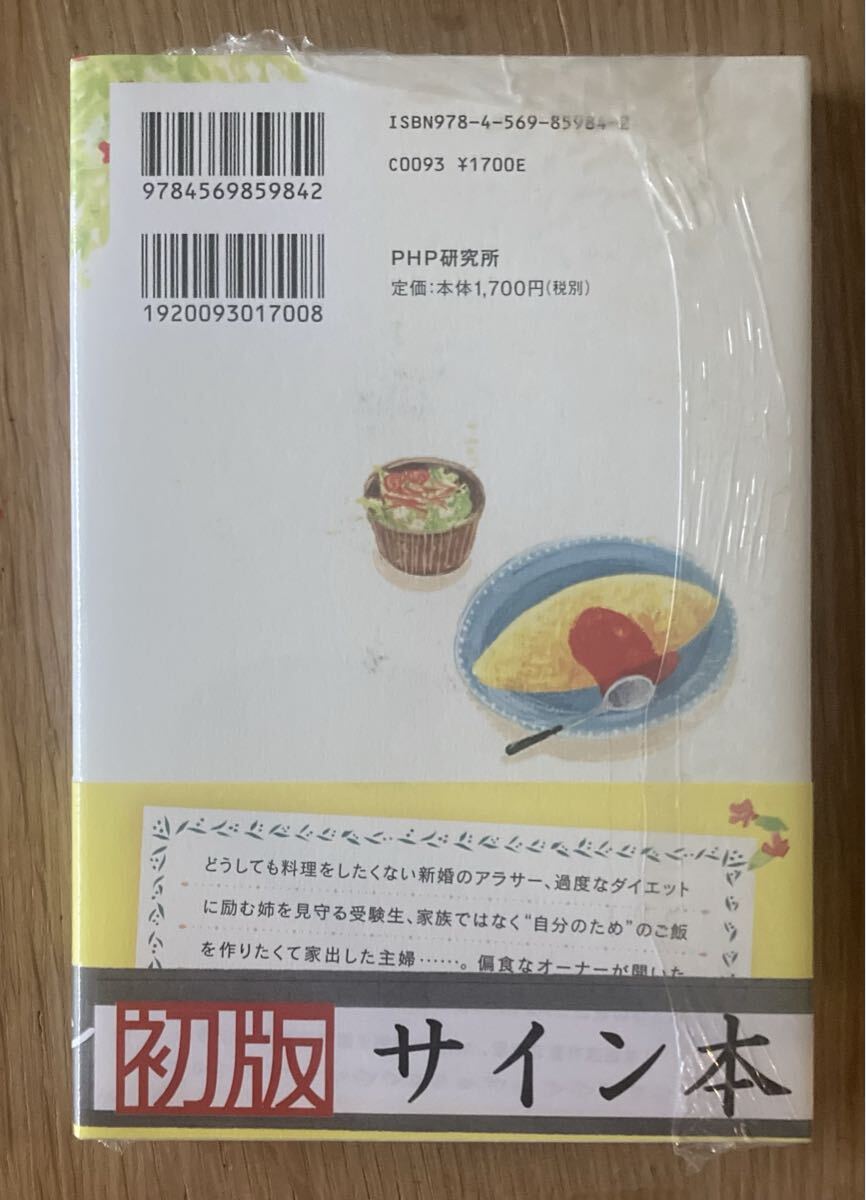 ISBN978-4-569-85984-2
9784569859842
C0093 ¥1700E
PHP研究所
定価:本体1,700円(税別)
1920093017008
どうしても料理をしたくない新婚のアラサー、過度なダイエット
に励む姉を見守る受験生、家族ではなく“自分のため”のご飯
を作りたくて家出した主婦……。偏食なオーナーが開いた
初版 サイン本